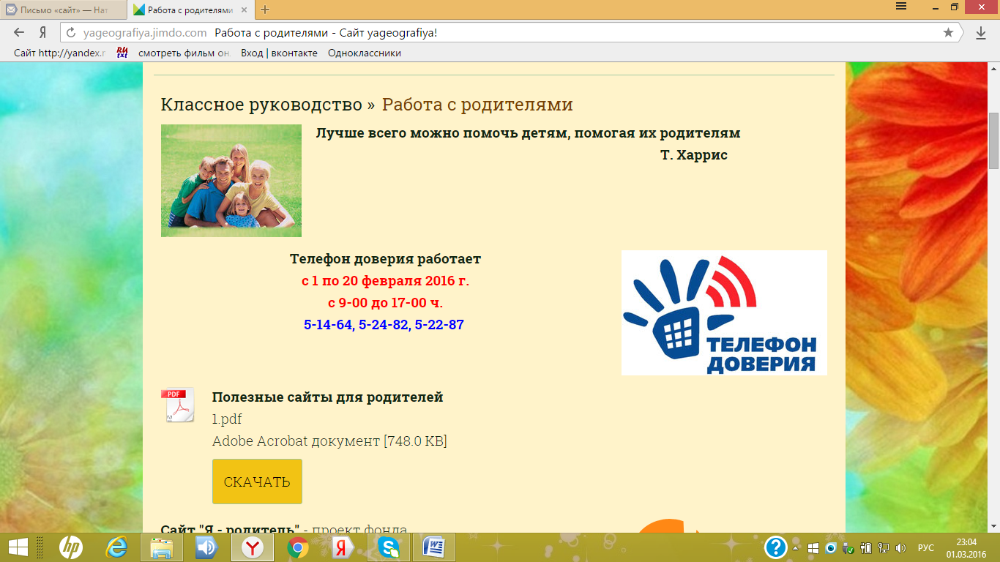 Письмо «сайт» — Нат
Работа с родителями
yageografiya.jimdo.com Работа с родителями - Сайт yageografiya!
Сайт http://yandex.r RU txt смотреть фильм он. Вход | вконтакте Одноклассники
Классное руководство » Работа с родителями
Лучше всего можно помочь детям, помогая их родителям
Т. Харрис
Телефон доверия работает
с 1 по 20 февраля 2016 г.
с 9-00 до 17-00 ч.
5-14-64, 5-24-82, 5-22-87
ТЕЛЕФОН
ДОВЕРИЯ
PDF
Полезные сайты для родителей
1.pdf
Adobe Acrobat документ [748.0 KB]
СКАЧАТЬ
Сайт "Я - родитель" - проект фонда
РУС
23:04
01.03.2016